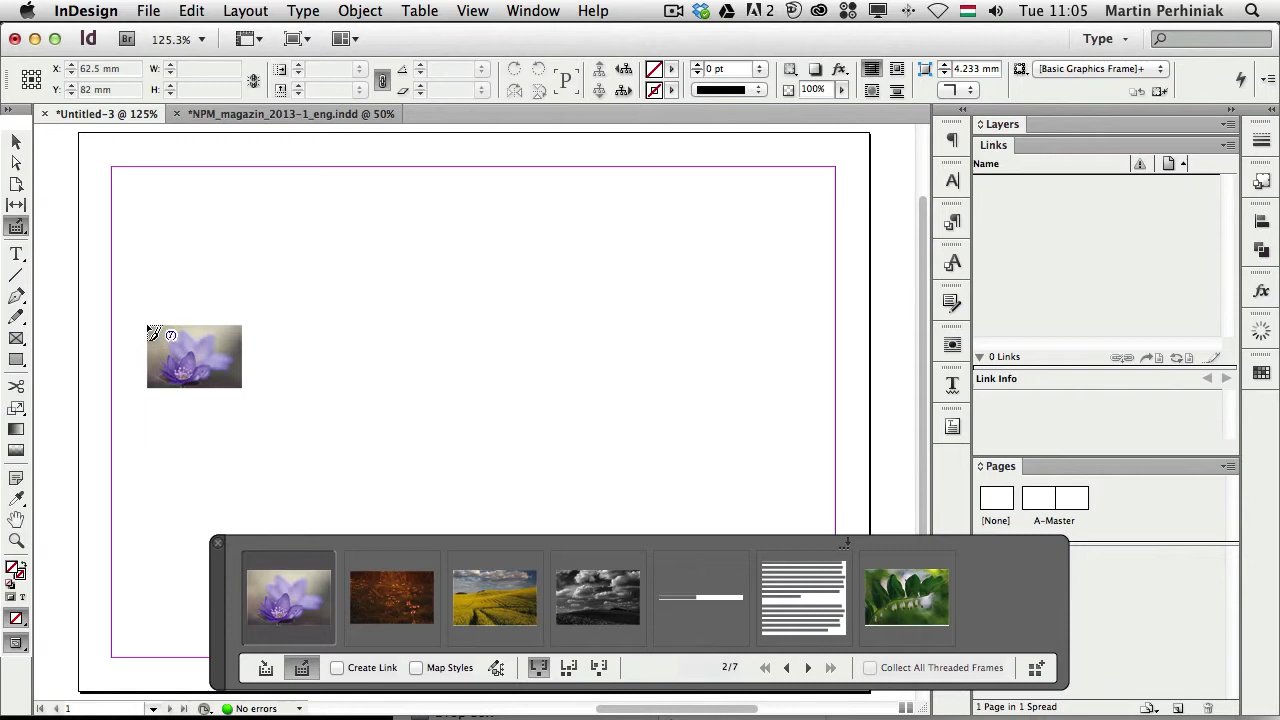 InDesign File Edit Layout Type Object Table View Window Help 2 Tue 11:05 Martin Perhiniak
Id Br 125.3% Type
X: 62.5 mm W: 0 pt 4.233 mm [Basic Graphics Frame]+
Y: 82 mm H: P 100% fx
× *Untitled-3 @ 125% × *NPM_magazin_2013-1_eng.indd @ 50%
Layers
Links
Name
0 Links
Link Info
Pages
[None] A-Master
Create Link Map Styles 2/7 Collect All Threaded Frames
1 No errors 1 Page in 1 Spread